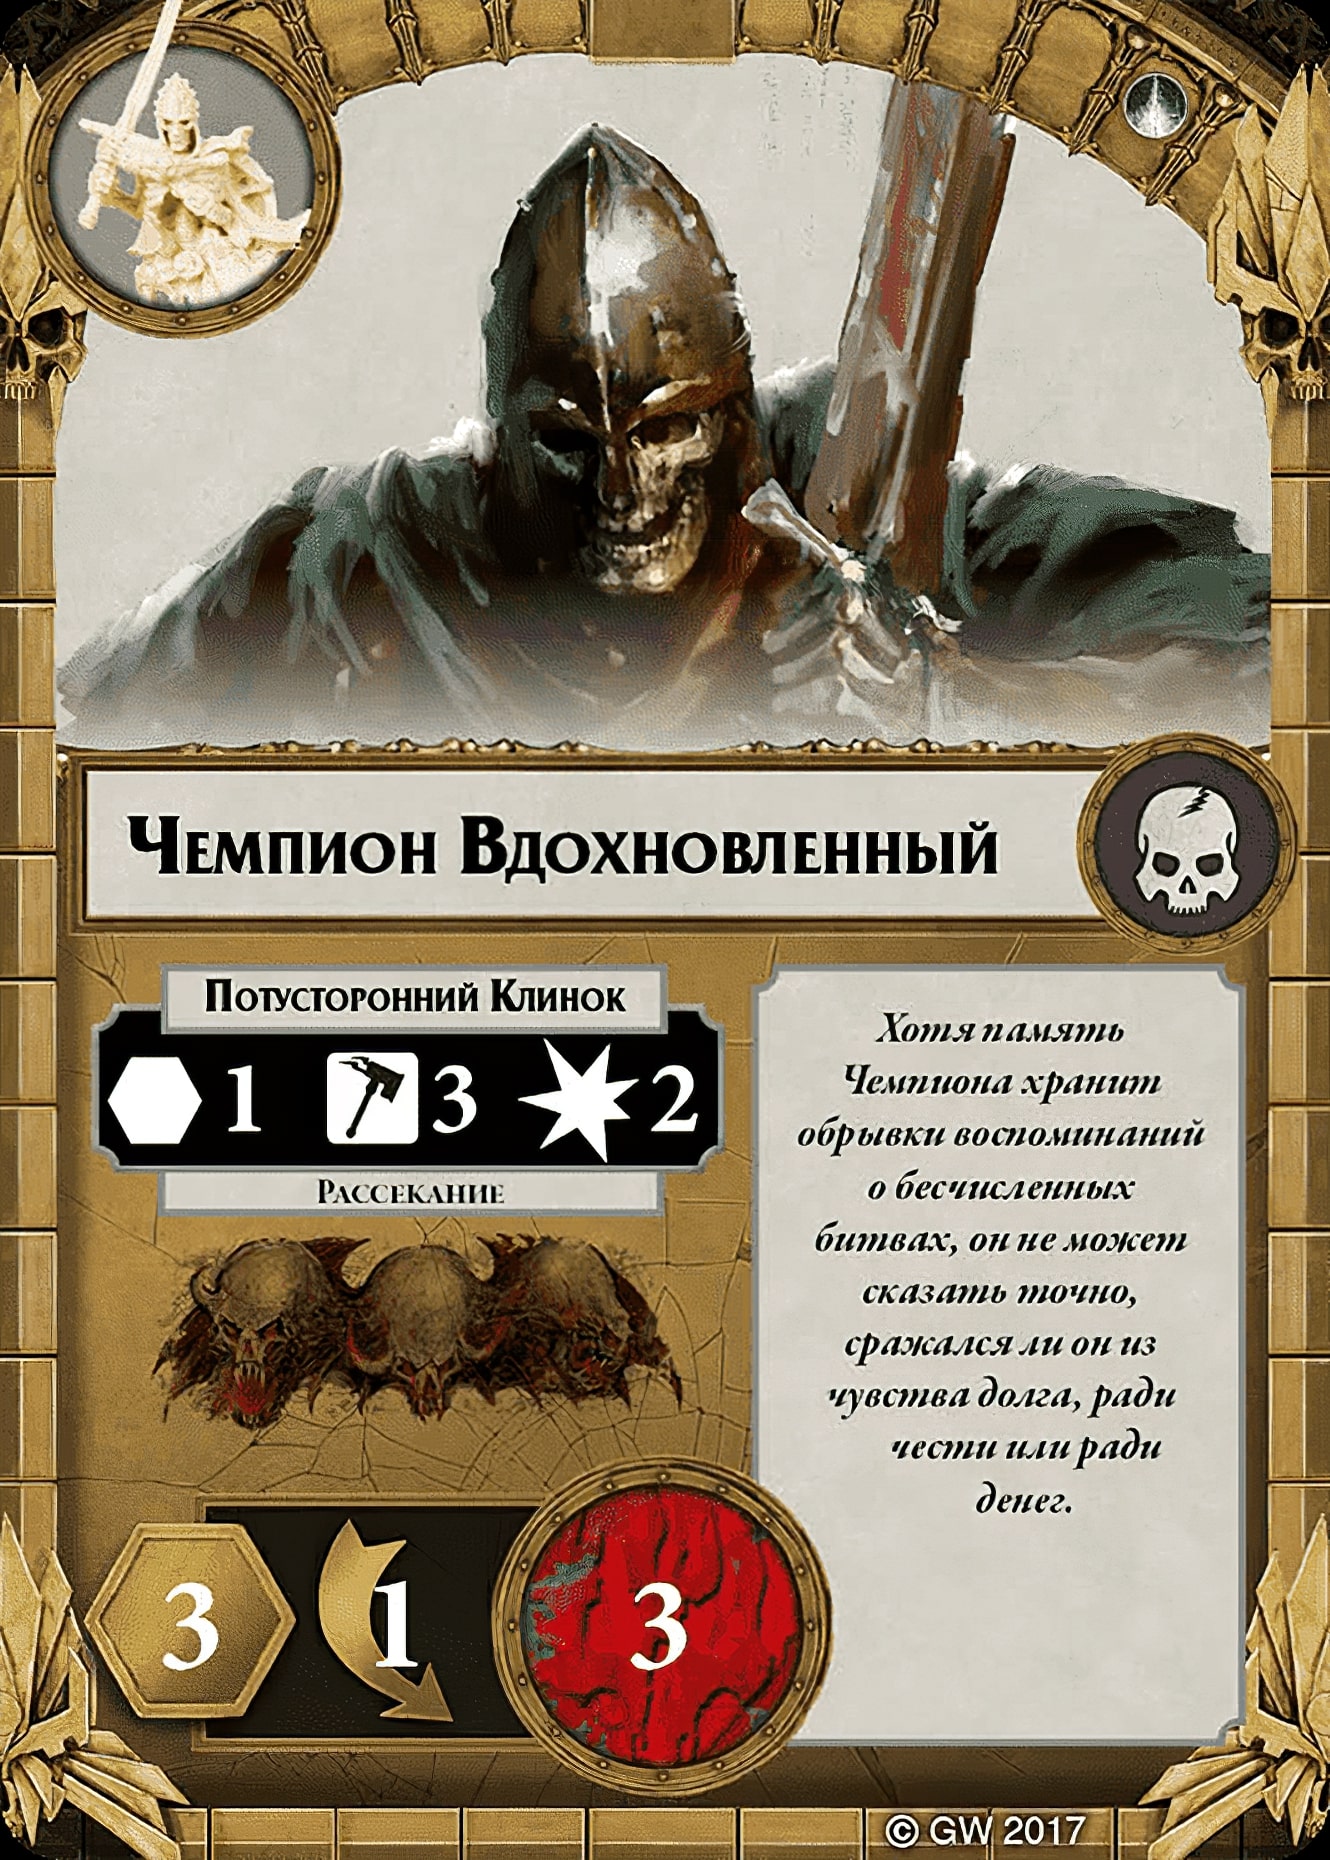 Чемпион Вдохновленный
Потусторонний Клинок
1 3 2
Рассекание
Хотя память
Чемпиона хранит
обрывки воспоминаний
о бесчисленных
битвах, он не может
сказать точно,
сражался ли он из
чувства долга, ради
чести или ради
денег.
3 1 3
© GW 2017